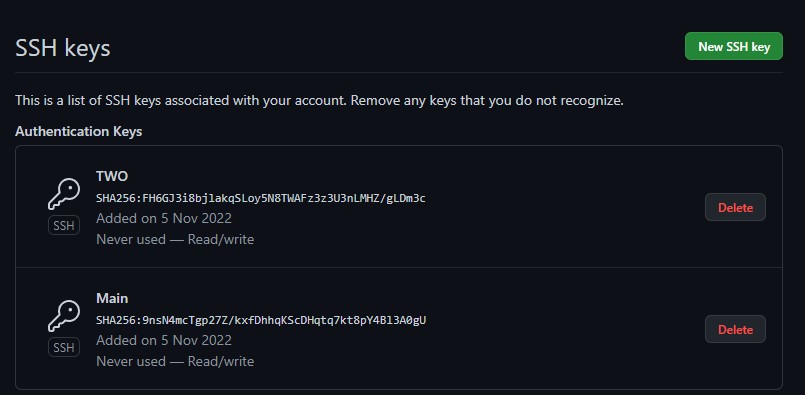 SSH keys
New SSH key
This is a list of SSH keys associated with your account. Remove any keys that you do not recognize.
Authentication Keys
TWO
SHA256:FH6GJ3i8bjlakqSLoy5N8TWAFz3z3U3nLMHZ/gLDm3c
Added on 5 Nov 2022
Never used — Read/write
SSH
Delete
Main
SHA256:9nsN4mcTgp27Z/kxfDhhqKScDHqtq7kt8pY4Bl3A0gU
Added on 5 Nov 2022
Never used — Read/write
SSH
Delete